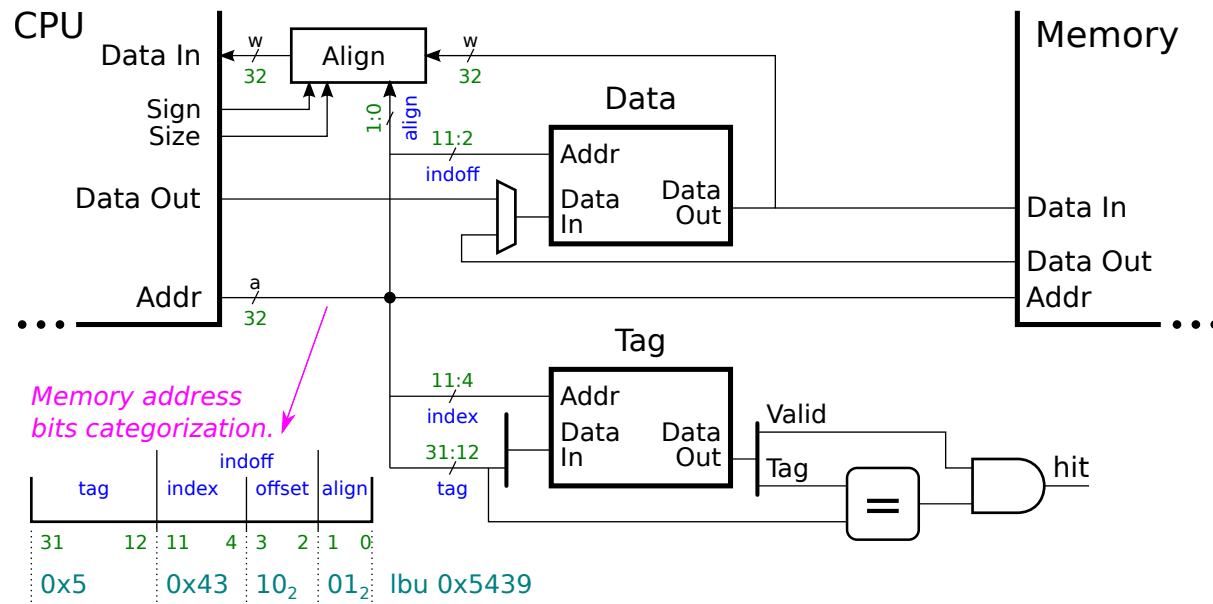 CPU
Memory
Data In
w
32
Align
w
32
Sign
Size
1:0
align
Data
11:2
indoff
Addr
Data In
Data Out
Data Out
Data In
Data Out
Addr
a
32
Addr
• • •
• • •
Tag
Memory address
bits categorization.
11:4
index
Addr
Data In
Data Out
31:12
tag
Valid
Tag
=
hit
indoff
tag index offset align
31 12 11 4 3 2 1 0
0x5 0x43 10₂ 01₂ lbu 0x5439